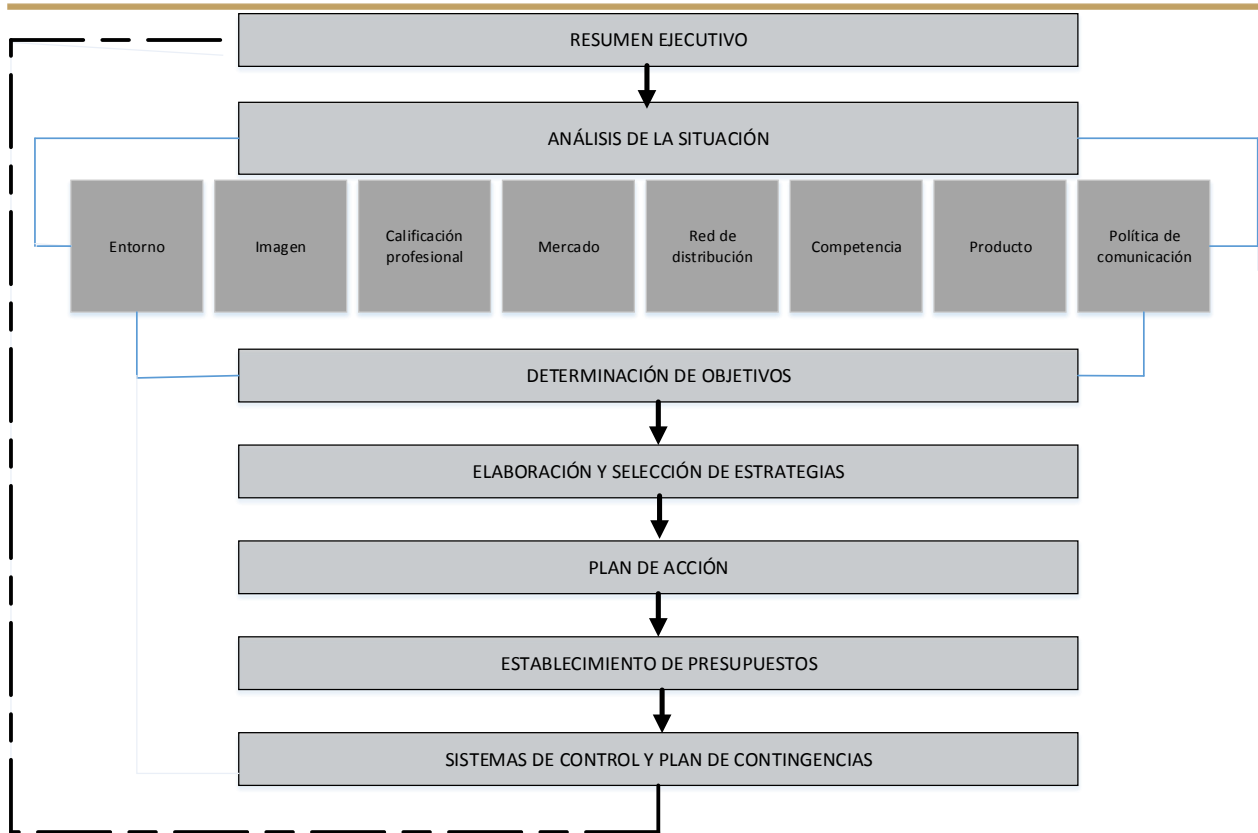 RESUMEN EJECUTIVO
ANÁLISIS DE LA SITUACIÓN
Entorno
Imagen
Calificación
profesional
Mercado
Red de
distribución
Competencia
Producto
Política de
comunicación
DETERMINACIÓN DE OBJETIVOS
ELABORACIÓN Y SELECCIÓN DE ESTRATEGIAS
PLAN DE ACCIÓN
ESTABLECIMIENTO DE PRESUPUESTOS
SISTEMAS DE CONTROL Y PLAN DE CONTINGENCIAS